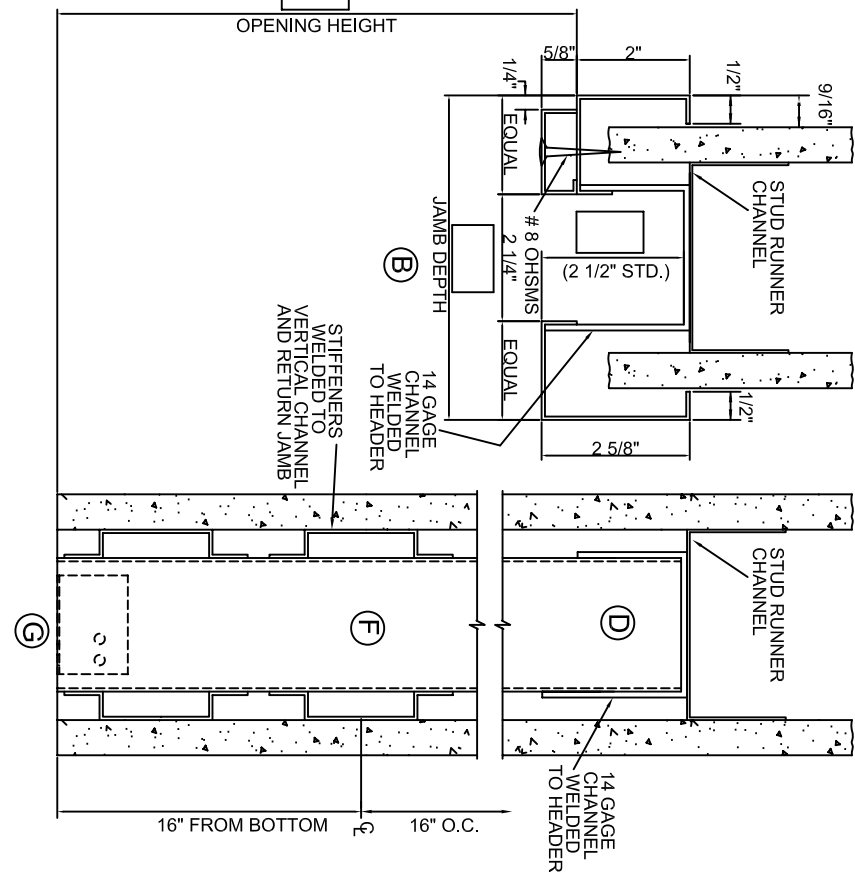 OPENING HEIGHT
5/8"
2"
1/4"
1/2"
9/16"
EQUAL
JAMB DEPTH
2 1/4"
# 8 OHSMS
(2 1/2" STD.)
STUD RUNNER
CHANNEL
B
EQUAL
1/2"
2 5/8"
14 GAGE
CHANNEL
WELDED
TO HEADER
STIFFENERS
WELDED TO
VERTICAL CHANNEL
AND RETURN JAMB
STUD RUNNER
CHANNEL
D
F
G
14 GAGE
CHANNEL
WELDED
TO HEADER
16" FROM BOTTOM
CL
16" O.C.